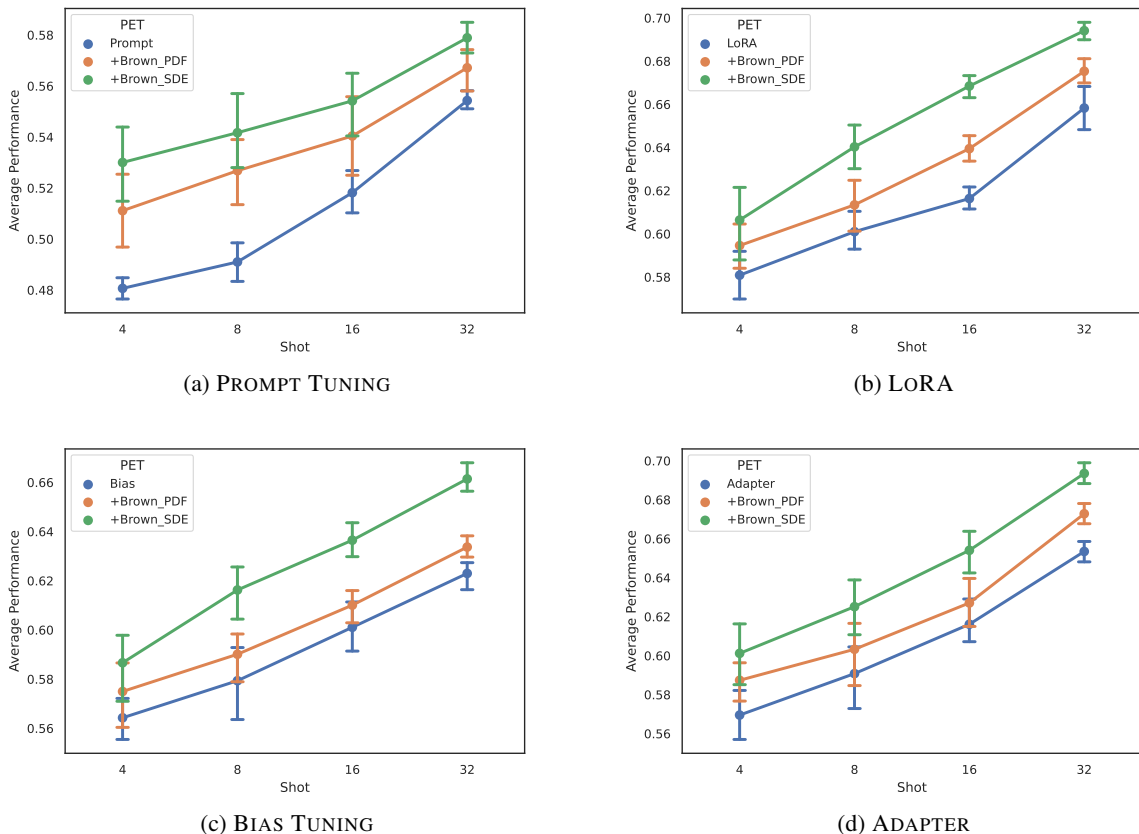 PET
Prompt
+Brown_PDF
+Brown_SDE
Average Performance
0.58
0.56
0.54
0.52
0.50
0.48
4 8 16 32
Shot
(a) PROMPT TUNING
PET
LoRA
+Brown_PDF
+Brown_SDE
Average Performance
0.70
0.68
0.66
0.64
0.62
0.60
0.58
4 8 16 32
Shot
(b) LORA
PET
Bias
+Brown_PDF
+Brown_SDE
Average Performance
0.66
0.64
0.62
0.60
0.58
0.56
4 8 16 32
Shot
(c) BIAS TUNING
PET
Adapter
+Brown_PDF
+Brown_SDE
Average Performance
0.70
0.68
0.66
0.64
0.62
0.60
0.58
0.56
4 8 16 32
Shot
(d) ADAPTER